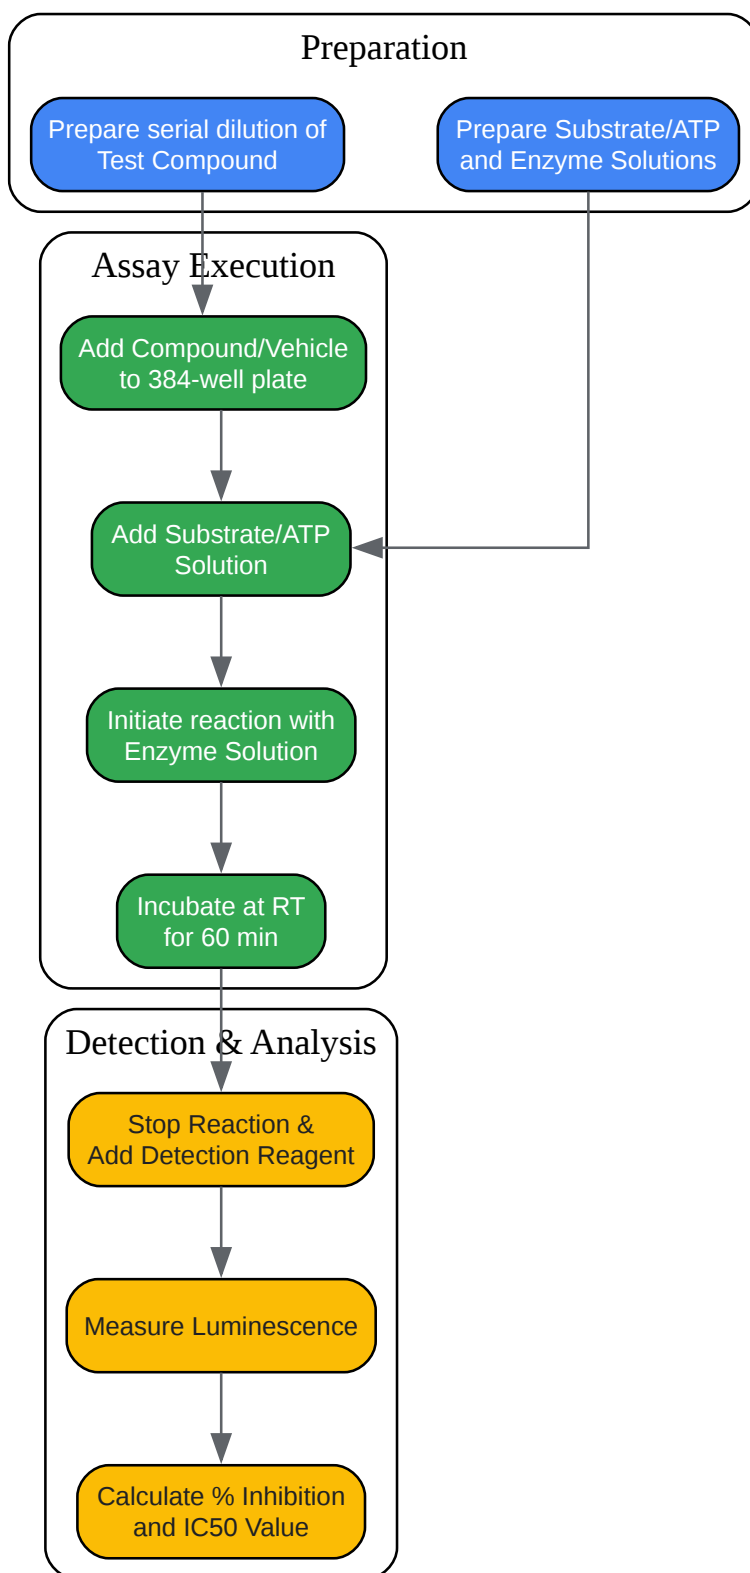 Preparation
Prepare serial dilution of
Test Compound
Prepare Substrate/ATP
and Enzyme Solutions
Assay Execution
Add Compound/Vehicle
to 384-well plate
Add Substrate/ATP
Solution
Initiate reaction with
Enzyme Solution
Incubate at RT
for 60 min
Detection & Analysis
Stop Reaction &
Add Detection Reagent
Measure Luminescence
Calculate % Inhibition
and IC50 Value